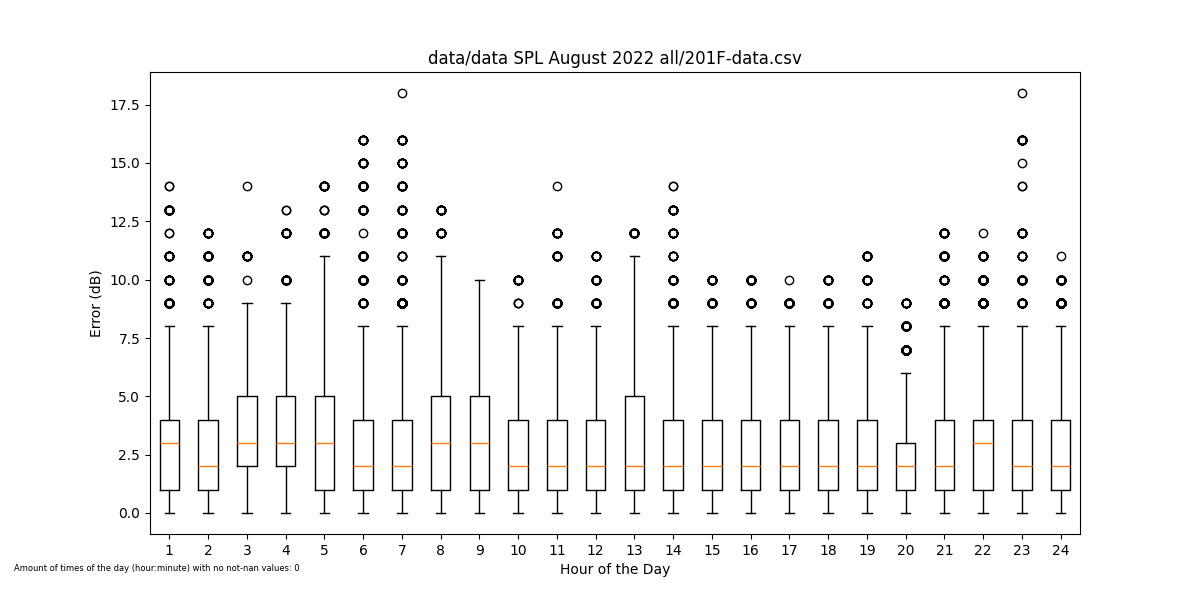 data/data SPL August 2022 all/201F-data.csv
17.5
15.0
12.5
10.0
7.5
5.0
2.5
0.0
Error (dB)
1 2 3 4 5 6 7 8 9 10 11 12 13 14 15 16 17 18 19 20 21 22 23 24
Hour of the Day
Amount of times of the day (hour:minute) with no not-nan values: 0